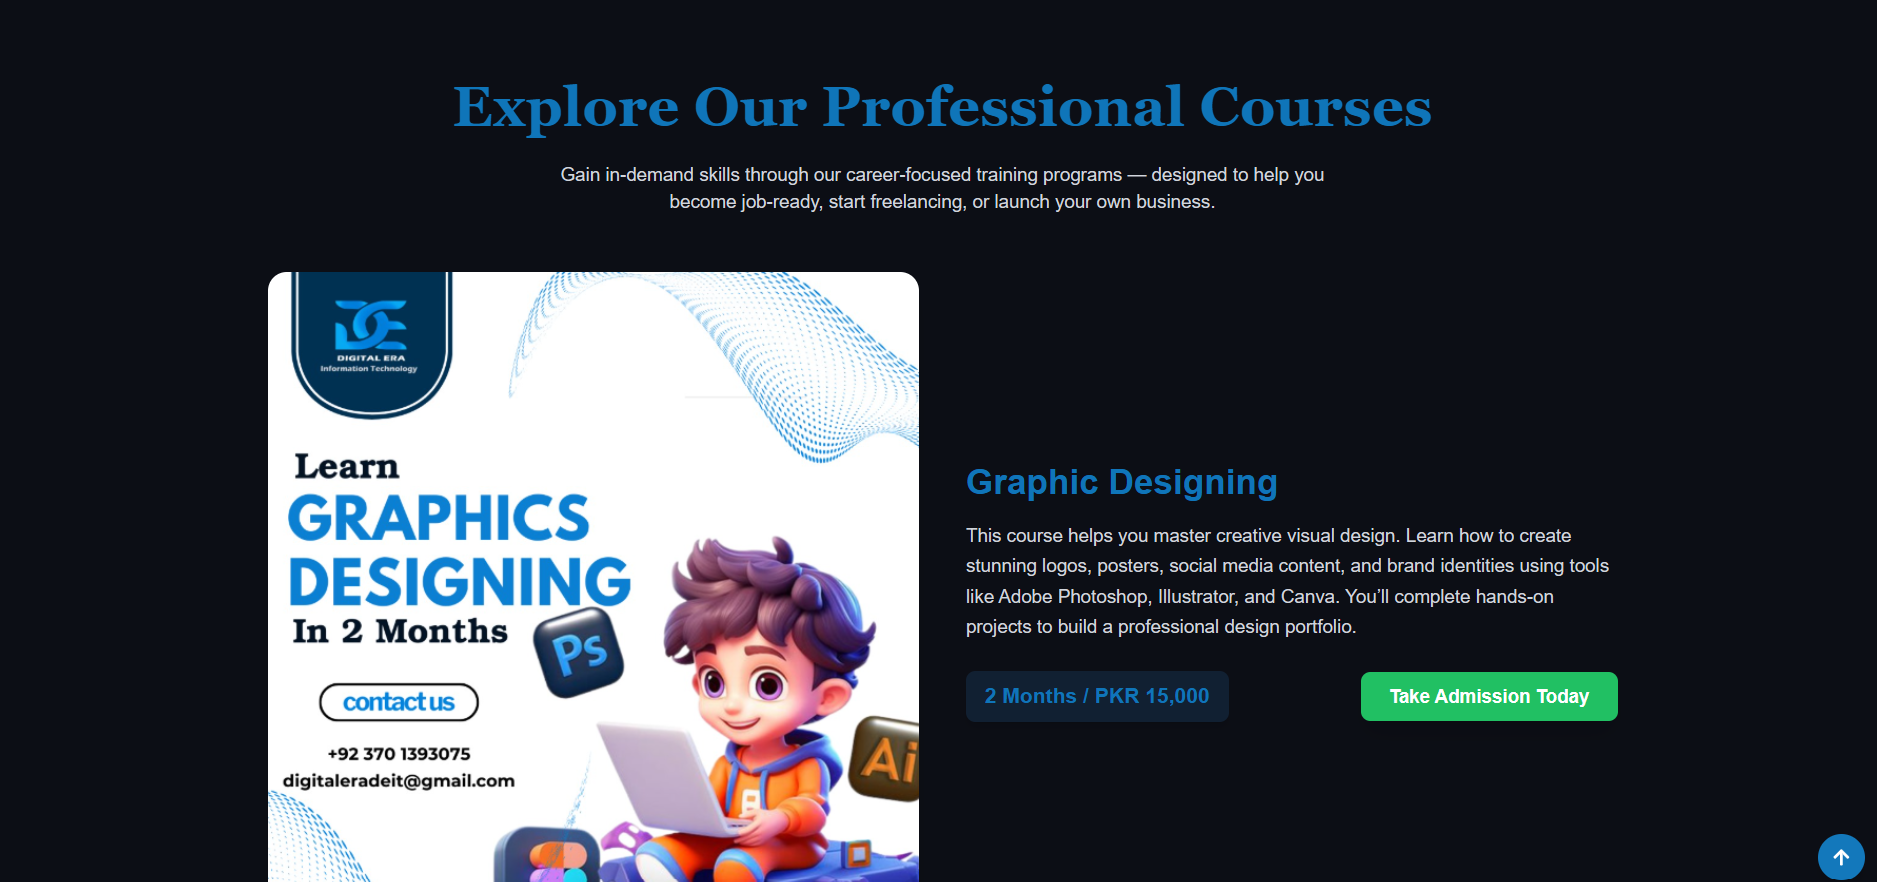 Explore Our Professional Courses
Gain in-demand skills through our career-focused training programs — designed to help you
become job-ready, start freelancing, or launch your own business.
DIGITAL ERA
Information Technology
Learn
GRAPHICS
DESIGNING
In 2 Months
Ps
contact us
+92 370 1393075
digitaleradeit@gmail.com
Ai
Graphic Designing
This course helps you master creative visual design. Learn how to create
stunning logos, posters, social media content, and brand identities using tools
like Adobe Photoshop, Illustrator, and Canva. You’ll complete hands-on
projects to build a professional design portfolio.
2 Months / PKR 15,000
Take Admission Today